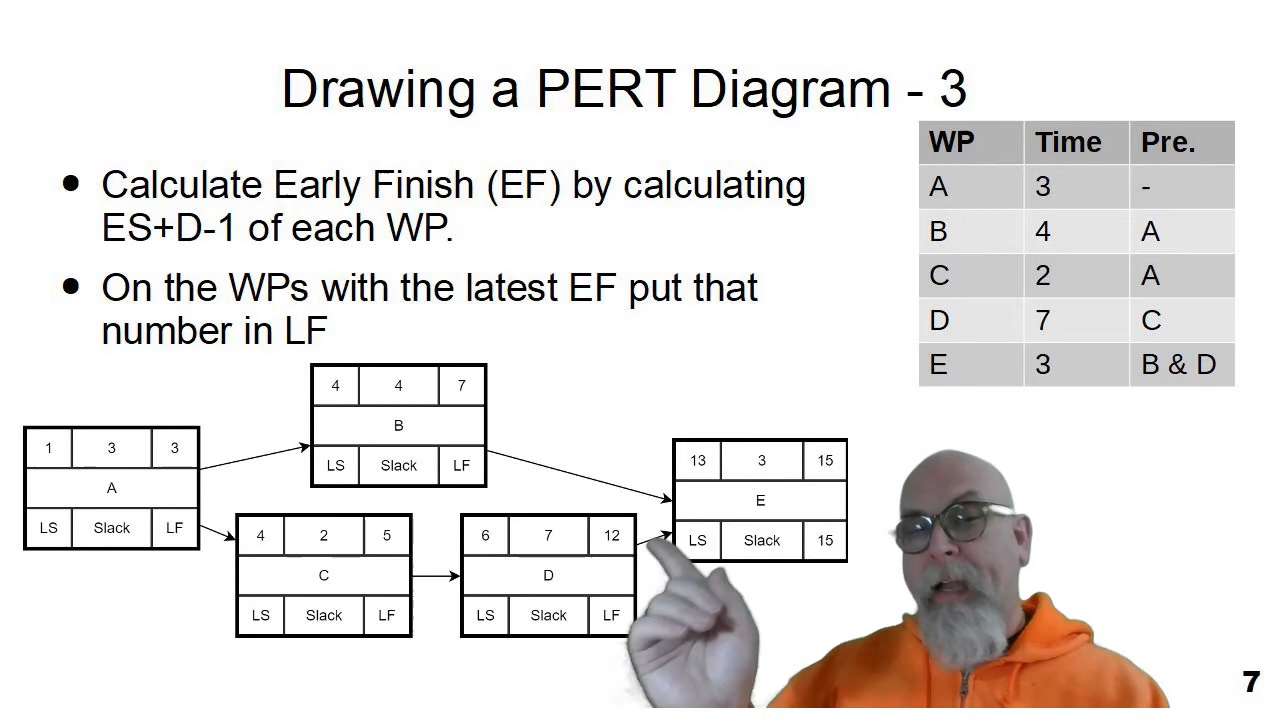 Drawing a PERT Diagram - 3
● Calculate Early Finish (EF) by calculating
ES+D-1 of each WP.
● On the WPs with the latest EF put that
number in LF
WP Time Pre.
A 3 -
B 4 A
C 2 A
D 7 C
E 3 B & D
1 3 3
A
LS Slack LF
4 4 7
B
LS Slack LF
4 2 5
C
LS Slack LF
6 7 12
D
LS Slack LF
13 3 15
E
LS Slack 15
7